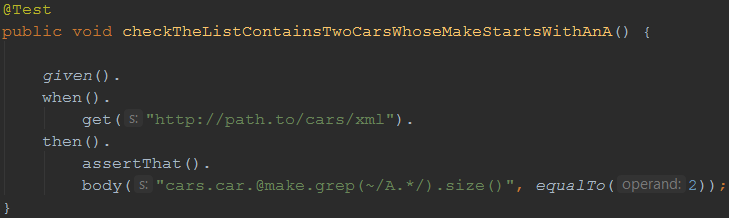 @Test
public void checkTheListContainsTwoCarsWhoseMakeStartsWithAnA() {
given().
when().
get( s: "http://path.to/cars/xml").
then().
assertThat().
body( s: "cars.car.@make.grep(~/A.*/).size()", equalTo( operand: 2));
}